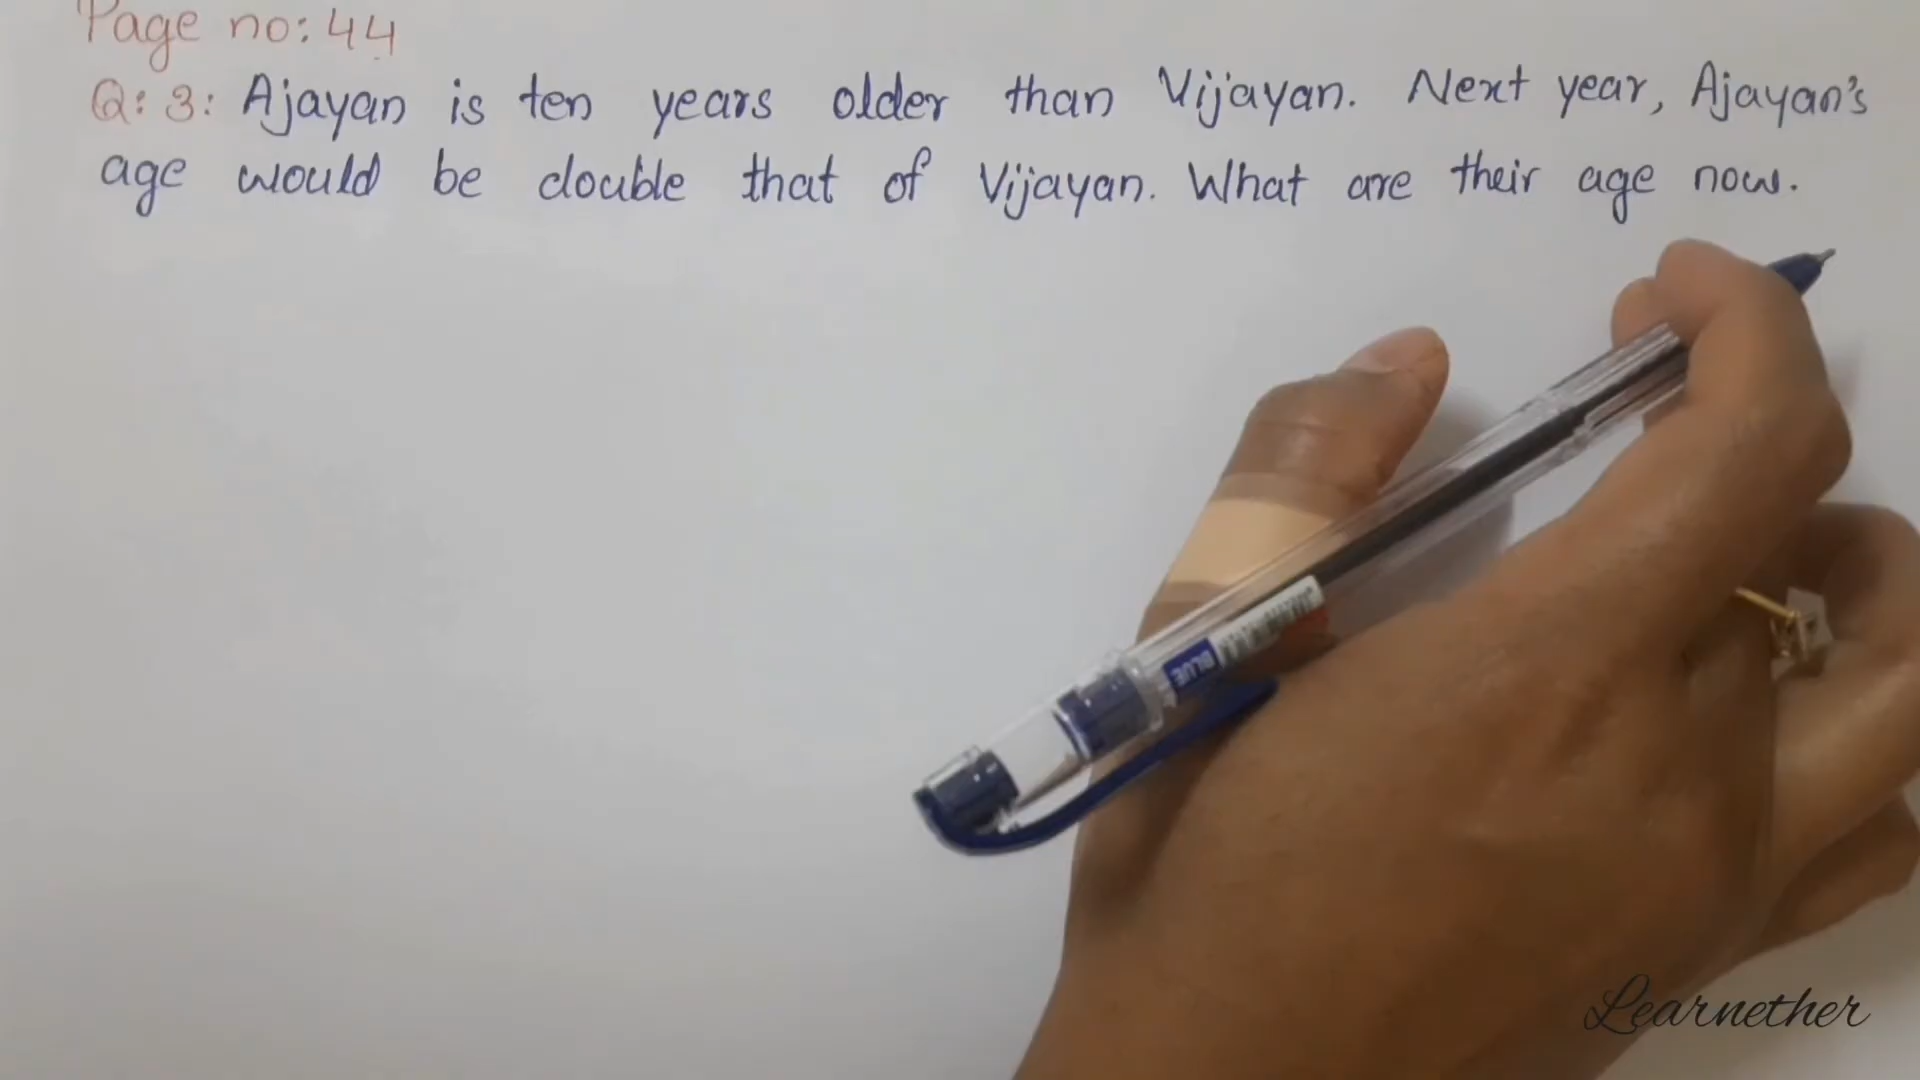 Page no: 44
Q: 3: Ajayan is ten years older than Vijayan. Next year, Ajayan's
age would be double that of Vijayan. What are their age now.
BLUE
Learnether